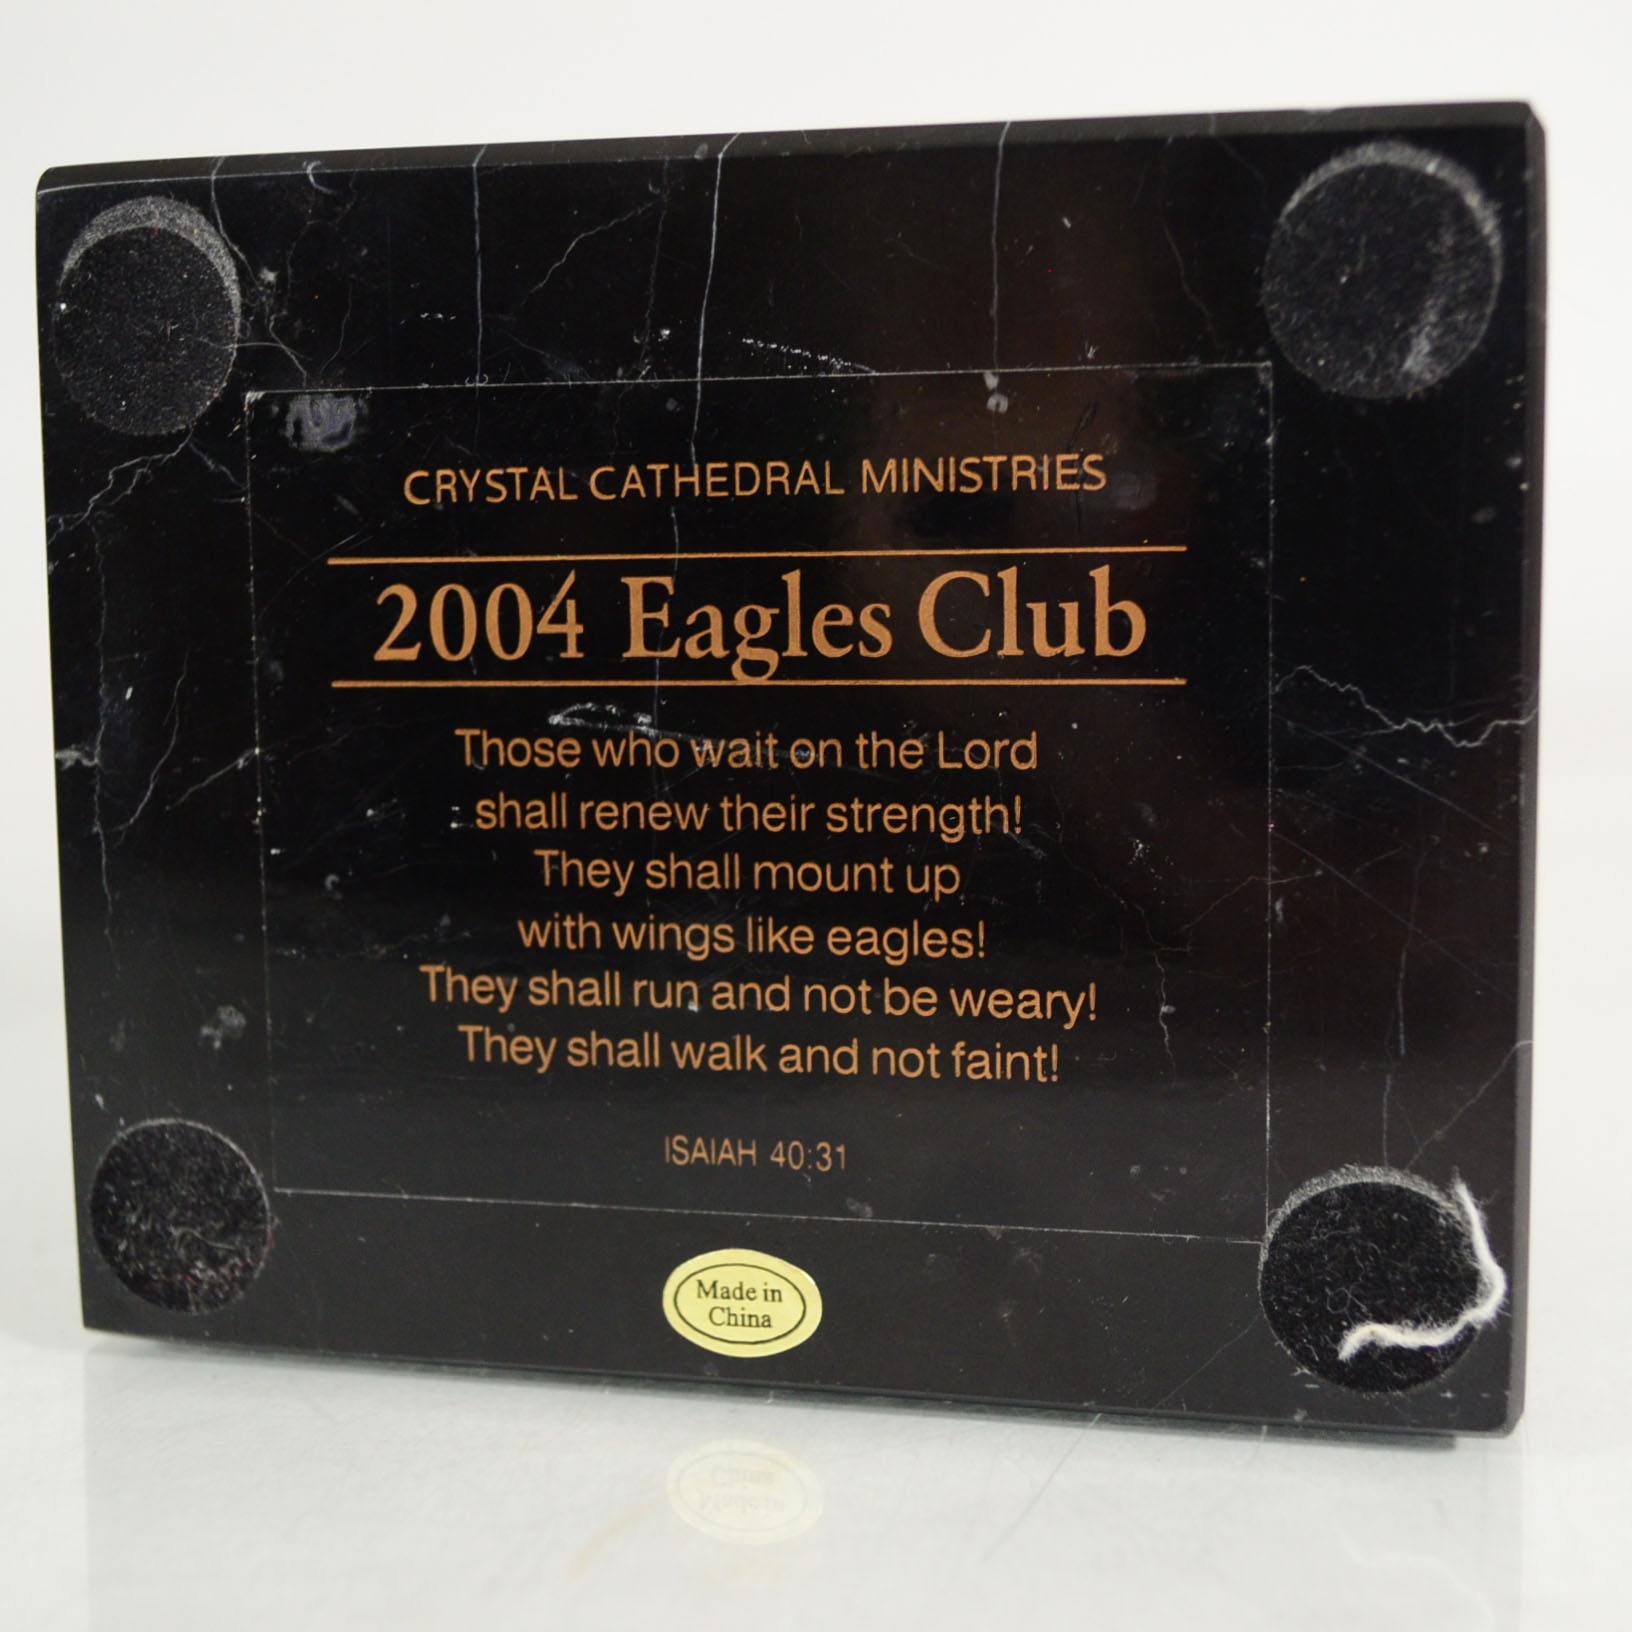 CRYSTAL CATHEDRAL MINISTRIES
2004 Eagles Club
Those who wait on the Lord
shall renew their strength!
They shall mount up
with wings like eagles!
They shall run and not be weary!
They shall walk and not faint!
ISAIAH 40:31
Made in
China